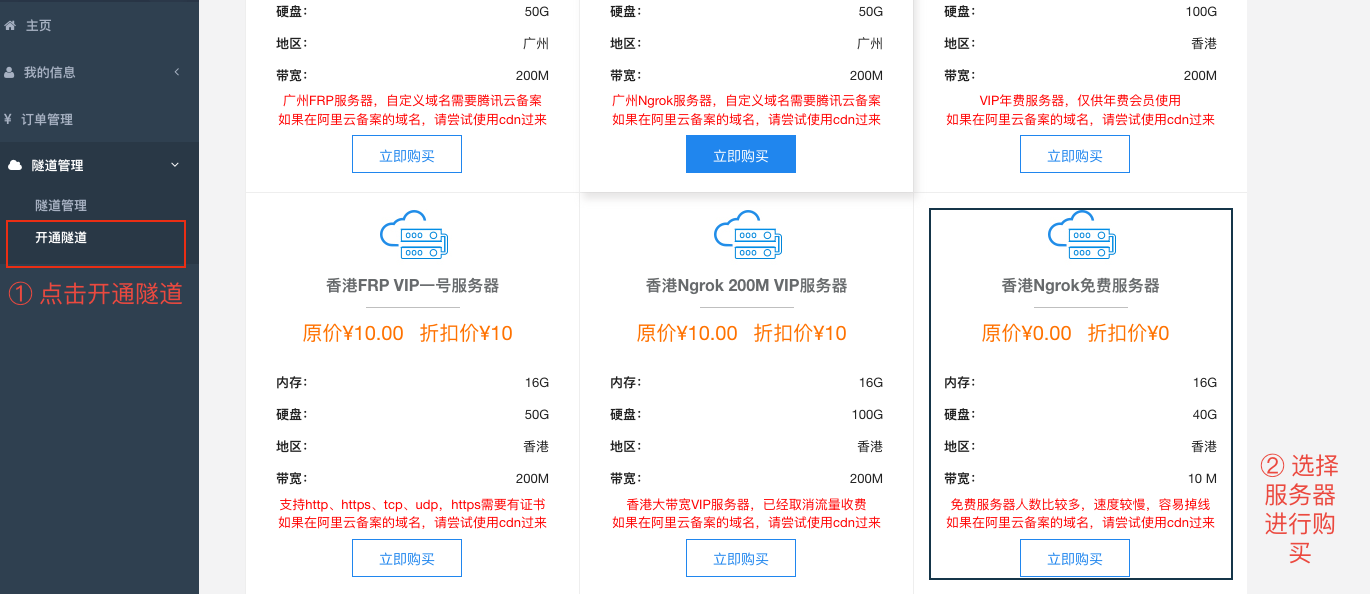 主页
我的信息
¥ 订单管理
隧道管理
隧道管理
开通隧道
① 点击开通隧道
硬盘： 50G
地区： 广州
带宽： 200M
广州FRP服务器，自定义域名需要腾讯云备案
如果在阿里云备案的域名，请尝试使用cdn过来
立即购买
硬盘： 50G
地区： 广州
带宽： 200M
广州Ngrok服务器，自定义域名需要腾讯云备案
如果在阿里云备案的域名，请尝试使用cdn过来
立即购买
硬盘： 100G
地区： 香港
带宽： 200M
VIP年费服务器，仅供年费会员使用
如果在阿里云备案的域名，请尝试使用cdn过来
立即购买
香港FRP VIP一号服务器
原价¥10.00 折扣价¥10
内存： 16G
硬盘： 50G
地区： 香港
带宽： 200M
支持http、https、tcp、udp，https需要有证书
如果在阿里云备案的域名，请尝试使用cdn过来
立即购买
香港Ngrok 200M VIP服务器
原价¥10.00 折扣价¥10
内存： 16G
硬盘： 100G
地区： 香港
带宽： 200M
香港大带宽VIP服务器，已经取消流量收费
如果在阿里云备案的域名，请尝试使用cdn过来
立即购买
香港Ngrok免费服务器
原价¥0.00 折扣价¥0
内存： 16G
硬盘： 40G
地区： 香港
带宽： 10 M
免费服务器人数比较多，速度较慢，容易掉线
如果在阿里云备案的域名，请尝试使用cdn过来
立即购买
② 选择
服务器
进行购
买